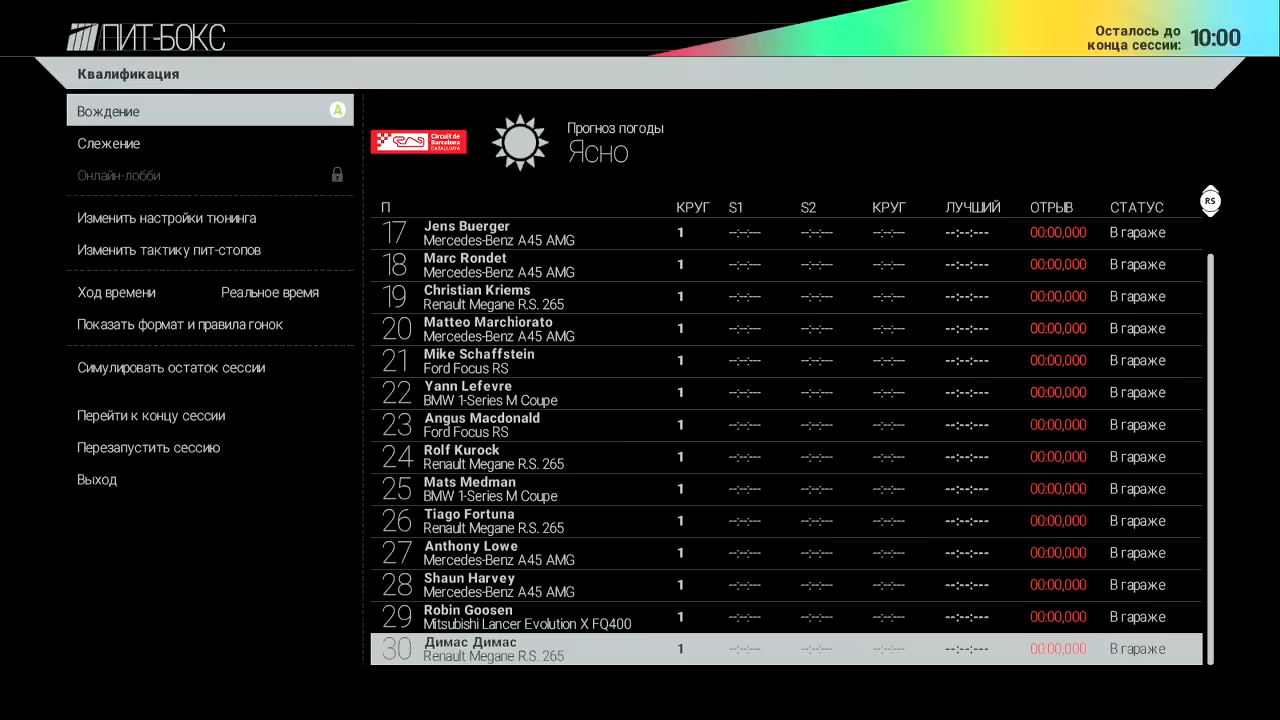 ПИТ-БОКС
Осталось до
конца сессии: 10:00
Квалификация
Вождение A
Слежение
Онлайн-лобби
Изменить настройки тюнинга
Изменить тактику пит-стопов
Ход времени Реальное время
Показать формат и правила гонок
Симулировать остаток сессии
Перейти к концу сессии
Перезапустить сессию
Выход
Circuit de
Barcelona
CATALUNYA
Прогноз погоды
Ясно
П КРУГ S1 S2 КРУГ ЛУЧШИЙ ОТРЫВ СТАТУС RS
17 Jens Buerger 1 --:--:--- --:--:--- --:--:--- --:--:--- 00:00,000 В гараже
Mercedes-Benz A45 AMG
18 Marc Rondet 1 --:--:--- --:--:--- --:--:--- --:--:--- 00:00,000 В гараже
Mercedes-Benz A45 AMG
19 Christian Kriems 1 --:--:--- --:--:--- --:--:--- --:--:--- 00:00,000 В гараже
Renault Megane R.S. 265
20 Matteo Marchiorato 1 --:--:--- --:--:--- --:--:--- --:--:--- 00:00,000 В гараже
Mercedes-Benz A45 AMG
21 Mike Schaffstein 1 --:--:--- --:--:--- --:--:--- --:--:--- 00:00,000 В гараже
Ford Focus RS
22 Yann Lefevre 1 --:--:--- --:--:--- --:--:--- --:--:--- 00:00,000 В гараже
BMW 1-Series M Coupe
23 Angus Macdonald 1 --:--:--- --:--:--- --:--:--- --:--:--- 00:00,000 В гараже
Ford Focus RS
24 Rolf Kurock 1 --:--:--- --:--:--- --:--:--- --:--:--- 00:00,000 В гараже
Renault Megane R.S. 265
25 Mats Medman 1 --:--:--- --:--:--- --:--:--- --:--:--- 00:00,000 В гараже
BMW 1-Series M Coupe
26 Tiago Fortuna 1 --:--:--- --:--:--- --:--:--- --:--:--- 00:00,000 В гараже
Renault Megane R.S. 265
27 Anthony Lowe 1 --:--:--- --:--:--- --:--:--- --:--:--- 00:00,000 В гараже
Mercedes-Benz A45 AMG
28 Shaun Harvey 1 --:--:--- --:--:--- --:--:--- --:--:--- 00:00,000 В гараже
Mercedes-Benz A45 AMG
29 Robin Goosen 1 --:--:--- --:--:--- --:--:--- --:--:--- 00:00,000 В гараже
Mitsubishi Lancer Evolution X FQ400
30 Димас Димас 1 --:--:--- --:--:--- --:--:--- --:--:--- 00:00,000 В гараже
Renault Megane R.S. 265